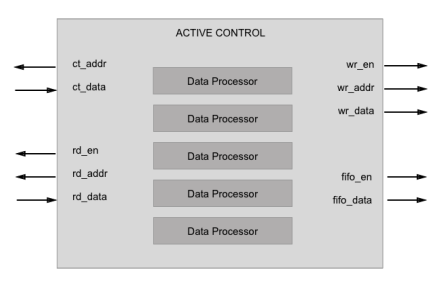 ACTIVE CONTROL
ct_addr
ct_data
rd_en
rd_addr
rd_data
Data Processor
Data Processor
Data Processor
Data Processor
Data Processor
wr_en
wr_addr
wr_data
fifo_en
fifo_data